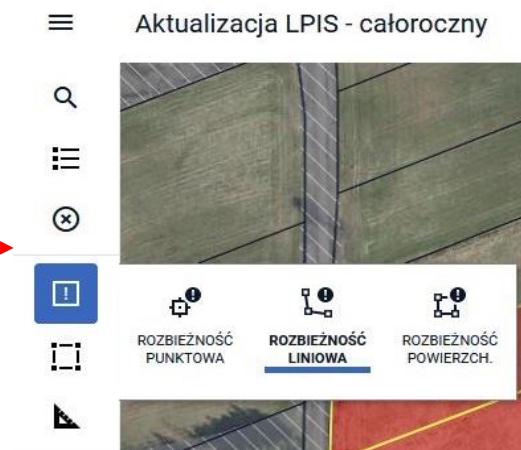 Aktualizacja LPIS - całoroczny
ROZBIEŻNOŚĆ
PUNKTOWA
ROZBIEŻNOŚĆ
LINIOWA
ROZBIEŻNOŚĆ
POWIERZCH.